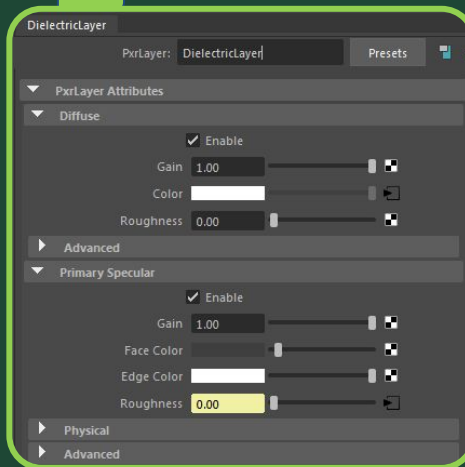 DielectricLayer
PxrLayer: DielectricLayer Presets
PxrLayer Attributes
Diffuse
Enable
Gain 1.00
Color
Roughness 0.00
Advanced
Primary Specular
Enable
Gain 1.00
Face Color
Edge Color
Roughness 0.00
Physical
Advanced